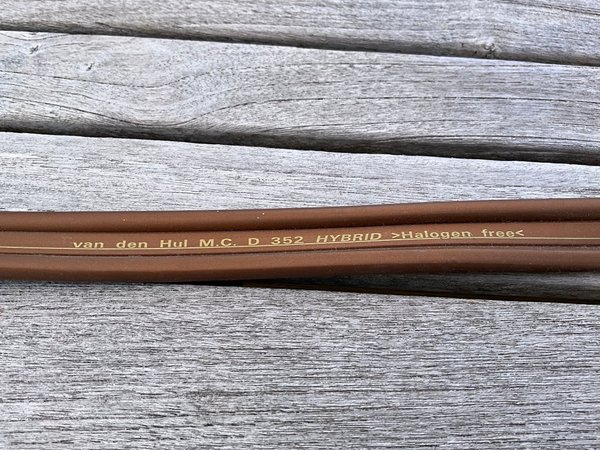 van den Hul M.C. D 352 HYBRID >Halogen free<